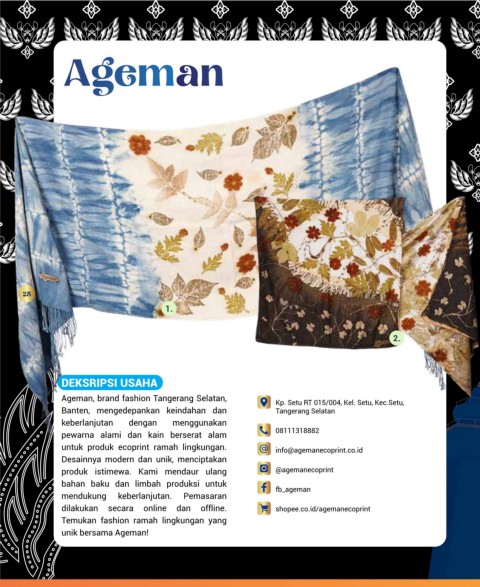 Ageman
28
1.
2.
DEKSRIPSI USAHA
Ageman, brand fashion Tangerang Selatan,
Banten, mengedepankan keindahan dan
keberlanjutan dengan menggunakan
pewarna alami dan kain berserat alam
untuk produk ecoprint ramah lingkungan.
Desainnya modern dan unik, menciptakan
produk istimewa. Kami mendaur ulang
bahan baku dan limbah produksi untuk
mendukung keberlanjutan. Pemasaran
dilakukan secara online dan offline.
Temukan fashion ramah lingkungan yang
unik bersama Ageman!
Kp. Setu RT 015/004, Kel. Setu, Kec.Setu,
Tangerang Selatan
08111318882
info@agemanecoprint.co.id
@agemanecoprint
fb_ageman
shopee.co.id/agemanecoprint